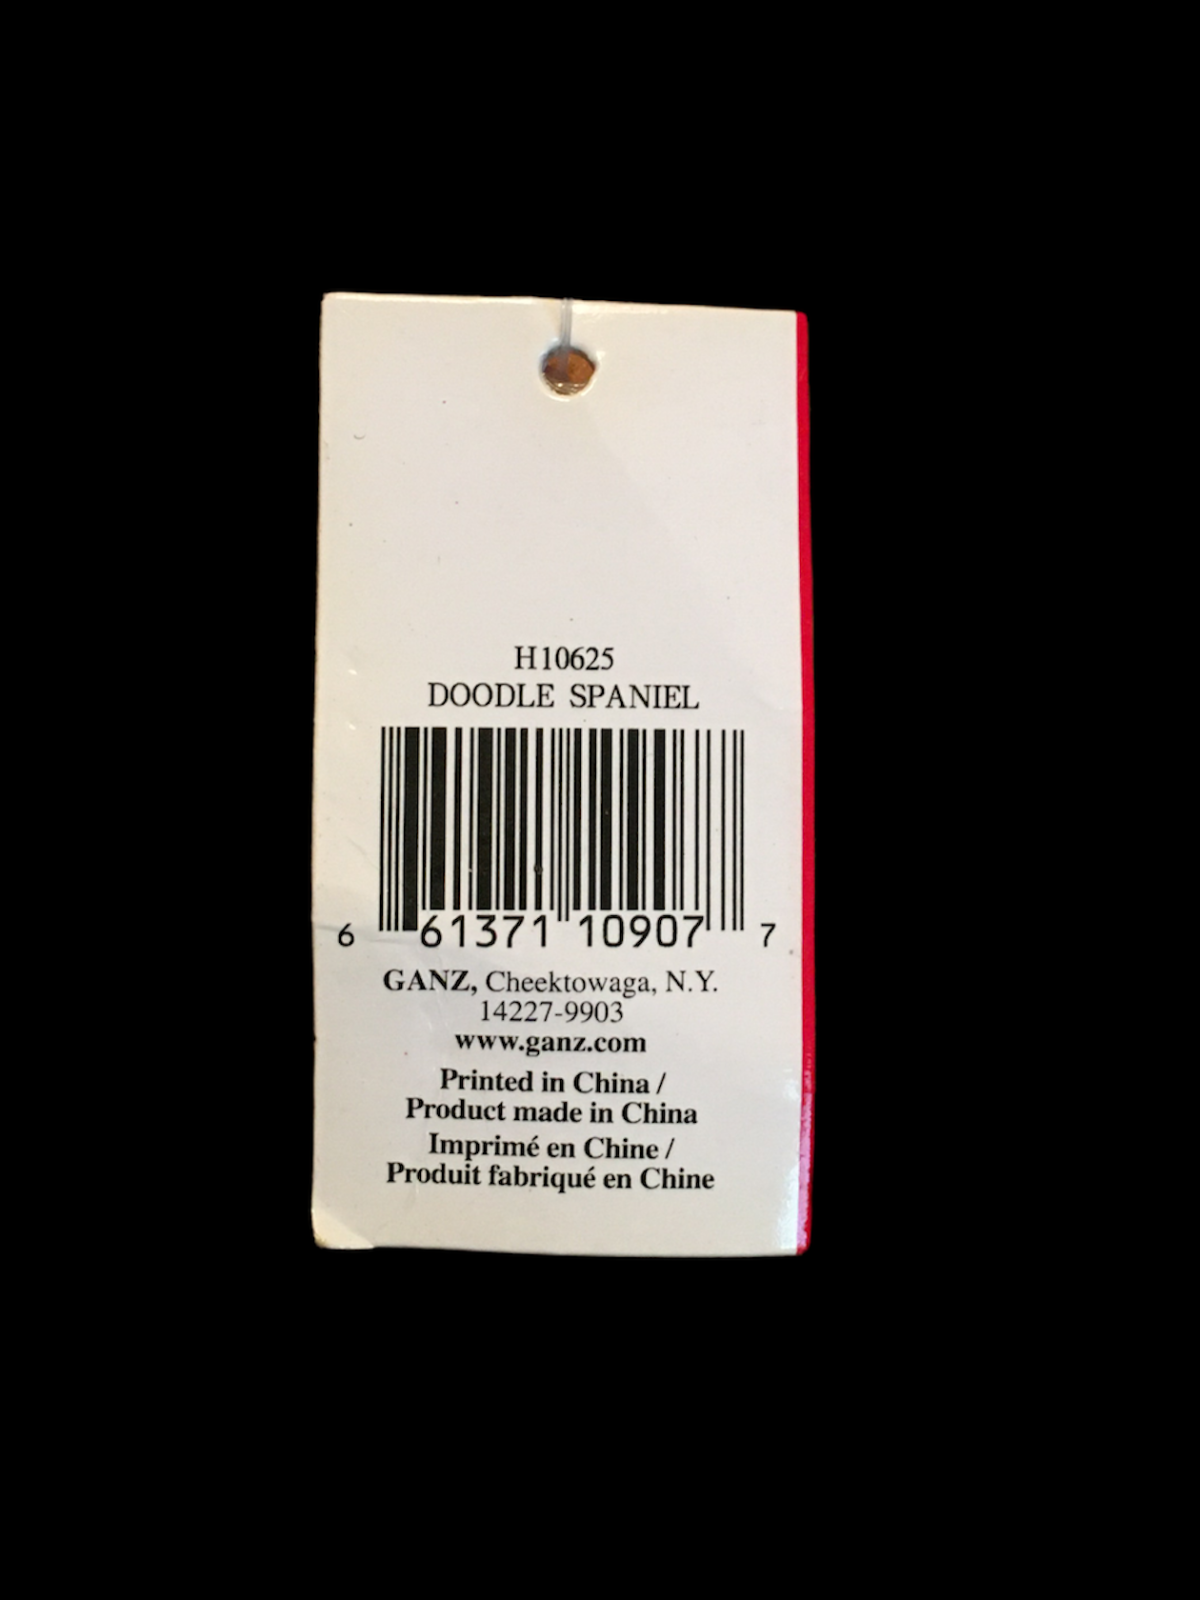 H10625
DOODLE SPANIEL
6 61371 10907 7
GANZ, Cheektowaga, N.Y.
14227-9903
www.ganz.com
Printed in China /
Product made in China
Imprimé en Chine /
Produit fabriqué en Chine